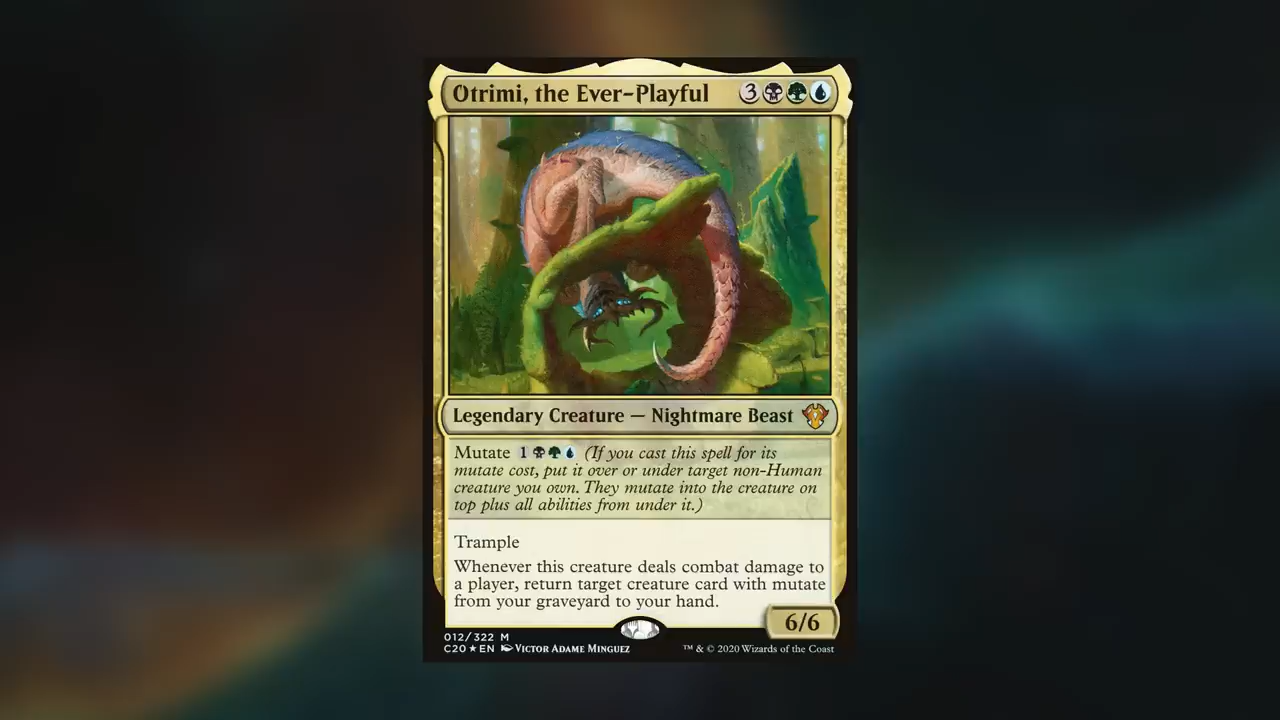 Otrimi, the Ever-Playful 3
Legendary Creature — Nightmare Beast
Mutate 1 (If you cast this spell for its
mutate cost, put it over or under target non-Human
creature you own. They mutate into the creature on
top plus all abilities from under it.)
Trample
Whenever this creature deals combat damage to
a player, return target creature card with mutate
from your graveyard to your hand.
6/6
012/322 M
C20 ★ EN Victor Adame Minguez
™ & © 2020 Wizards of the Coast